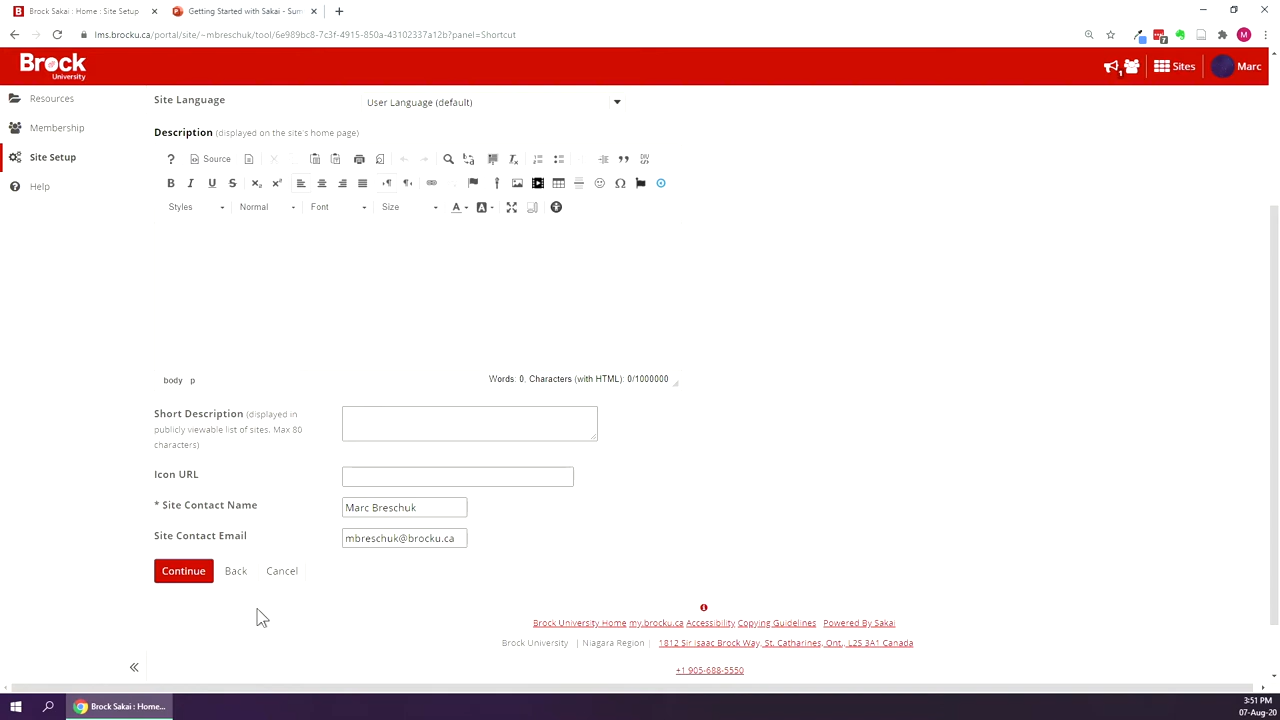 Brock Sakai : Home : Site Setup
Getting Started with Sakai - Sum
lms.brocku.ca/portal/site/~mbreschuk/tool/6e989bc8-7c3f-4915-850a-43102337a12b?panel=Shortcut
7
M
Brock
University
1
Sites
Marc
Resources
Membership
Site Setup
Help
Site Language
User Language (default)
Description (displayed on the site's home page)
Source
Styles
Normal
Font
Size
body p
Words: 0, Characters (with HTML): 0/1000000
Short Description (displayed in
publicly viewable list of sites. Max 80
characters)
Icon URL
* Site Contact Name
Marc Breschuk
Site Contact Email
mbreschuk@brocku.ca
Continue
Back
Cancel
Brock University Home my.brocku.ca Accessibility Copying Guidelines Powered By Sakai
Brock University | Niagara Region | 1812 Sir Isaac Brock Way, St. Catharines, Ont., L2S 3A1 Canada
+1 905-688-5550
Brock Sakai : Home...
3:51 PM
07-Aug-20